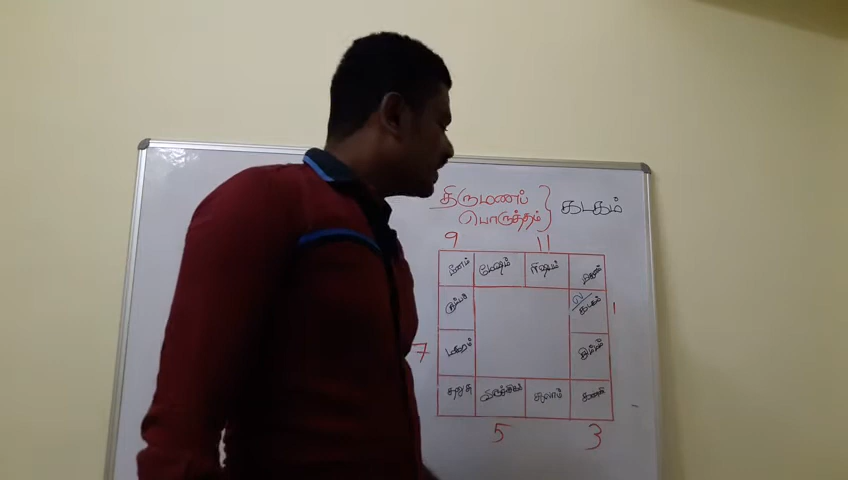 திருமணப்
பொருத்தம் } கடகம்
9 11
மீனம் மேஷம் ரிஷபம் மிதுனம்
கும்பம் ல/ கடகம் 1
7 மகரம் சிம்மம்
தனுசு விருச்சிகம் துலாம் கன்னி
5 3